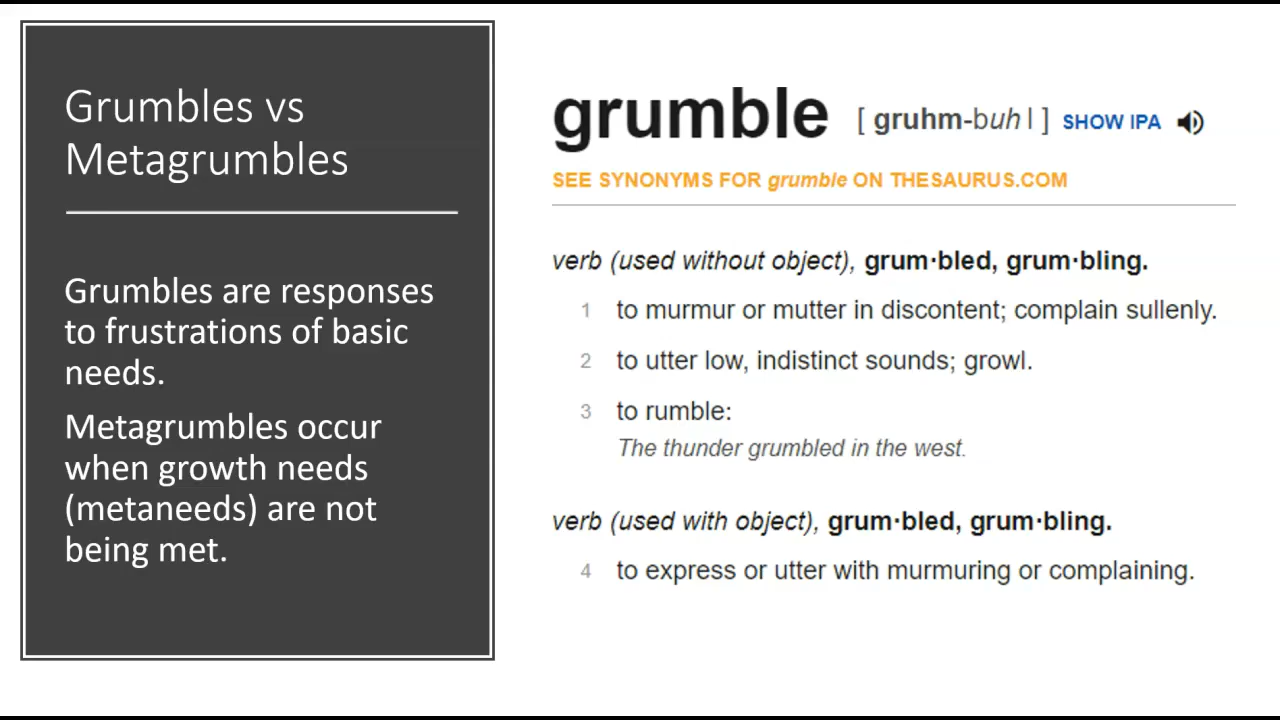 Grumbles vs
Metagrumbles
Grumbles are responses
to frustrations of basic
needs.
Metagrumbles occur
when growth needs
(metaneeds) are not
being met.
grumble [ gruhm-buh l ] SHOW IPA
SEE SYNONYMS FOR grumble ON THESAURUS.COM
verb (used without object), grum·bled, grum·bling.
1 to murmur or mutter in discontent; complain sullenly.
2 to utter low, indistinct sounds; growl.
3 to rumble:
The thunder grumbled in the west.
verb (used with object), grum·bled, grum·bling.
4 to express or utter with murmuring or complaining.